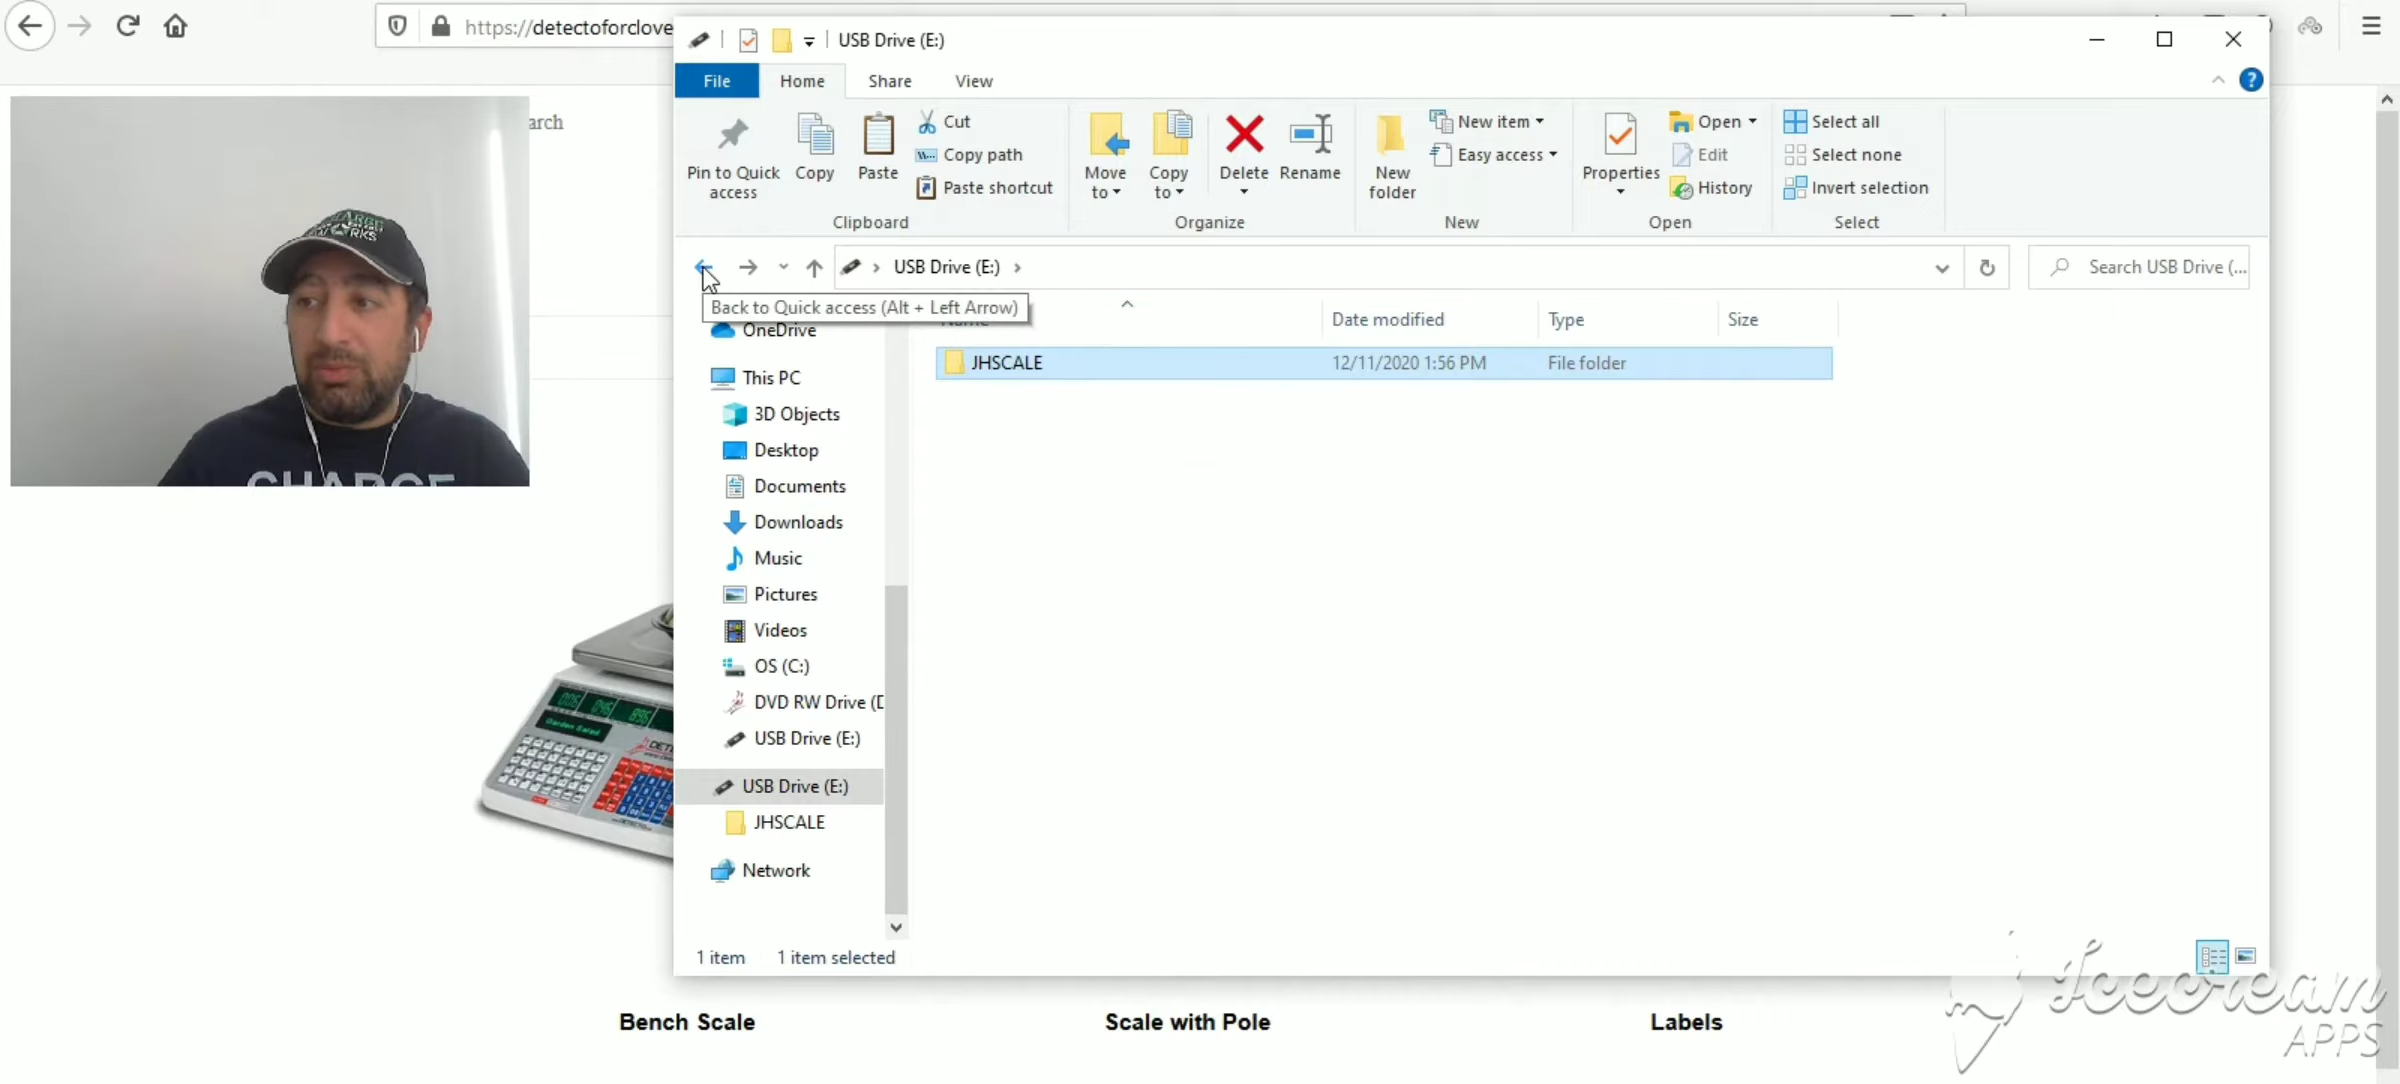 https://detectoforclove
USB Drive (E:)
File
Home
Share
View
arch
Pin to Quick access
Copy
Paste
Cut
Copy path
Paste shortcut
Clipboard
Move to
Copy to
Delete
Rename
Organize
New folder
New item
Easy access
New
Properties
Open
Edit
History
Open
Select all
Select none
Invert selection
Select
USB Drive (E:)
Search USB Drive (...
Back to Quick access (Alt + Left Arrow)
Date modified
Type
Size
JHSCALE
12/11/2020 1:56 PM
File folder
OneDrive
This PC
3D Objects
Desktop
Documents
Downloads
Music
Pictures
Videos
OS (C:)
DVD RW Drive (D
USB Drive (E:)
USB Drive (E:)
JHSCALE
Network
1 item
1 item selected
CHARGE
Garden Salad
Bench Scale
Scale with Pole
Labels
Icecream
APPS